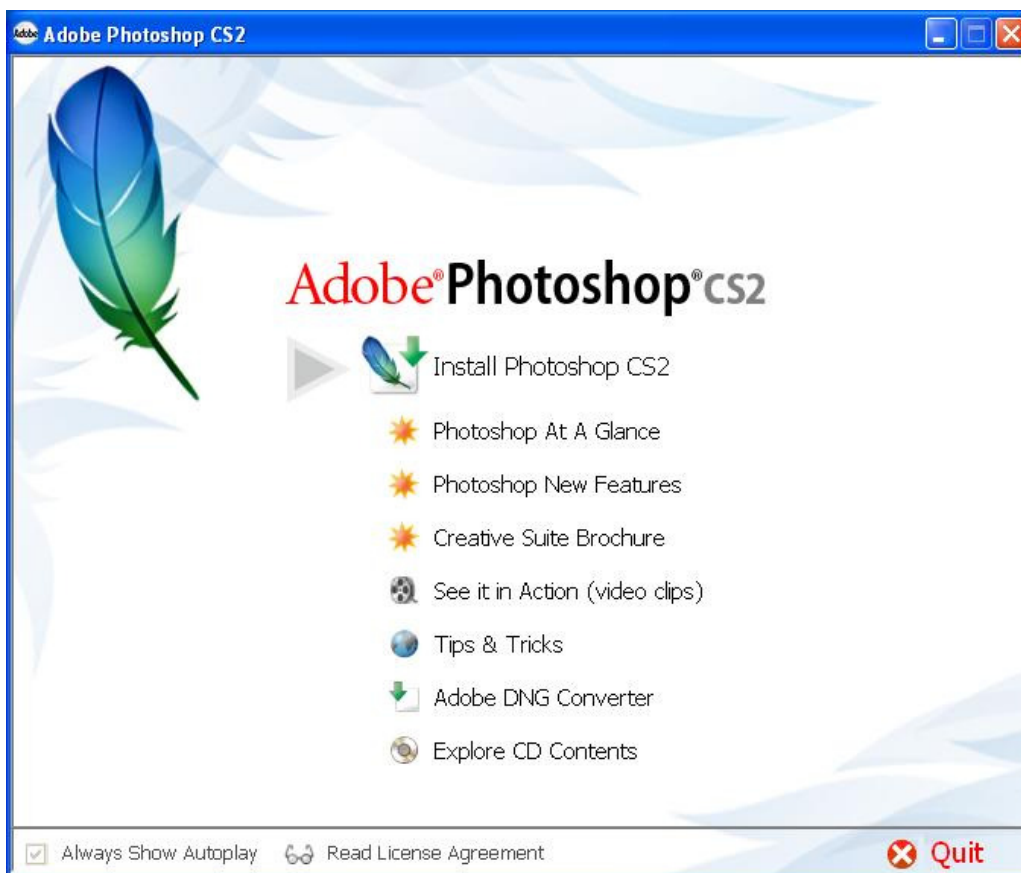 Adobe Adobe Photoshop CS2
Adobe® Photoshop® CS2
Install Photoshop CS2
Photoshop At A Glance
Photoshop New Features
Creative Suite Brochure
See it in Action (video clips)
Tips & Tricks
Adobe DNG Converter
Explore CD Contents
Always Show Autoplay Read License Agreement Quit